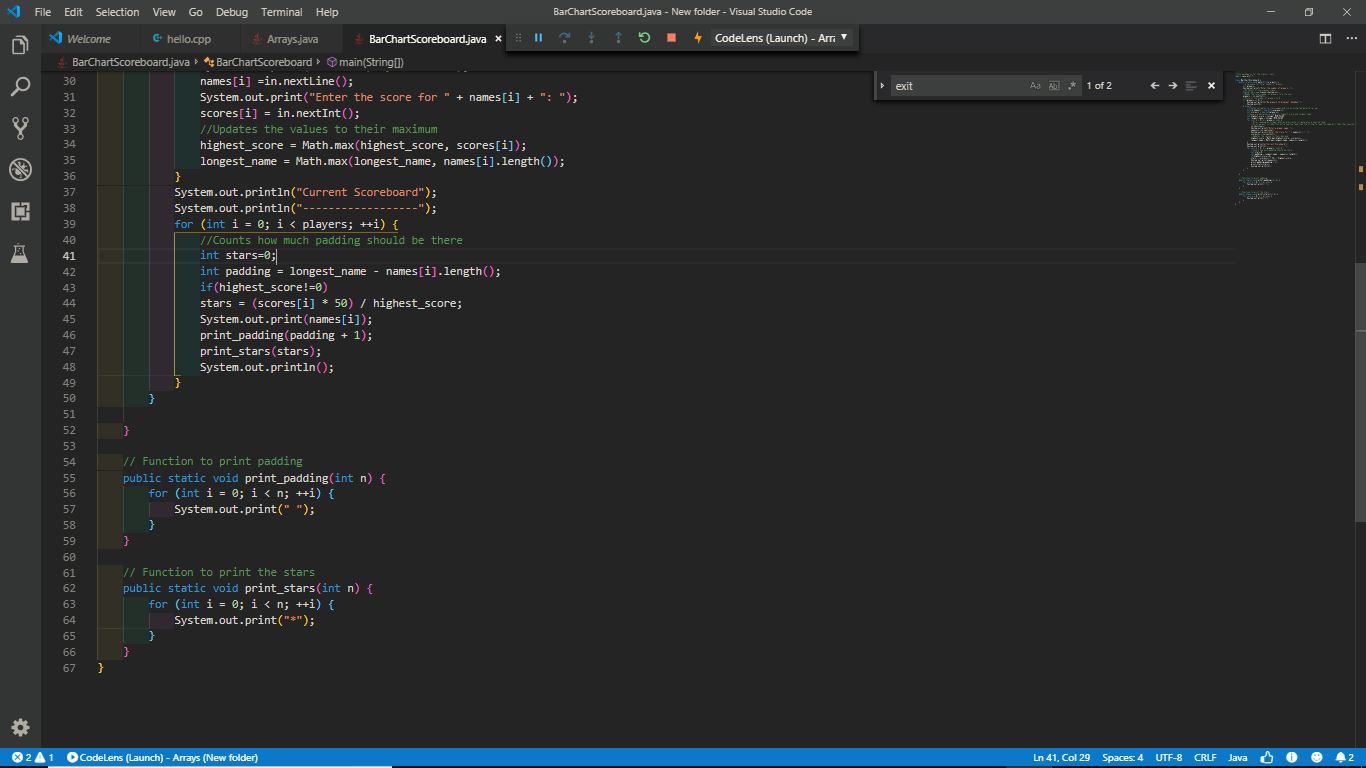 File Edit Selection View Go Debug Terminal Help BarChartScoreboard.java - New folder - Visual Studio Code
Welcome hello.cpp Arrays.java BarChartScoreboard.java CodeLens (Launch) - Arra
BarChartScoreboard.java BarChartScoreboard main(String[])
exit Aa Abl .* 1 of 2
30 names[i] =in.nextLine();
31 System.out.print("Enter the score for " + names[i] + ": ");
32 scores[i] = in.nextInt();
33 //Updates the values to their maximum
34 highest_score = Math.max(highest_score, scores[i]);
35 longest_name = Math.max(longest_name, names[i].length());
36 }
37 System.out.println("Current Scoreboard");
38 System.out.println("------------------");
39 for (int i = 0; i < players; ++i) {
40 //Counts how much padding should be there
41 int stars=0;
42 int padding = longest_name - names[i].length();
43 if(highest_score!=0)
44 stars = (scores[i] * 50) / highest_score;
45 System.out.print(names[i]);
46 print_padding(padding + 1);
47 print_stars(stars);
48 System.out.println();
49 }
50 }
51
52 }
53
54 // Function to print padding
55 public static void print_padding(int n) {
56 for (int i = 0; i < n; ++i) {
57 System.out.print(" ");
58 }
59 }
60
61 // Function to print the stars
62 public static void print_stars(int n) {
63 for (int i = 0; i < n; ++i) {
64 System.out.print("*");
65 }
66 }
67 }
2 1 CodeLens (Launch) - Arrays (New folder) Ln 41, Col 29 Spaces: 4 UTF-8 CRLF Java 2